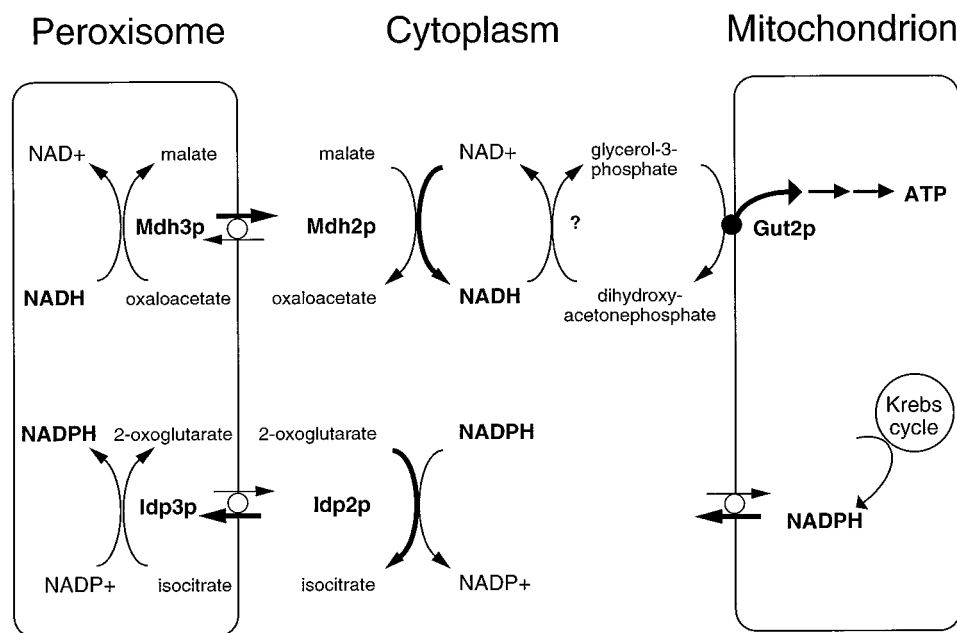 Peroxisome
Cytoplasm
Mitochondrion
NAD+
malate
malate
NAD+
glycerol-3-
phosphate
Mdh3p
Mdh2p
?
Gut2p
ATP
NADH
oxaloacetate
oxaloacetate
NADH
dihydroxy-
acetonephosphate
NADPH
2-oxoglutarate
2-oxoglutarate
NADPH
Krebs
cycle
Idp3p
Idp2p
NADPH
NADP+
isocitrate
isocitrate
NADP+